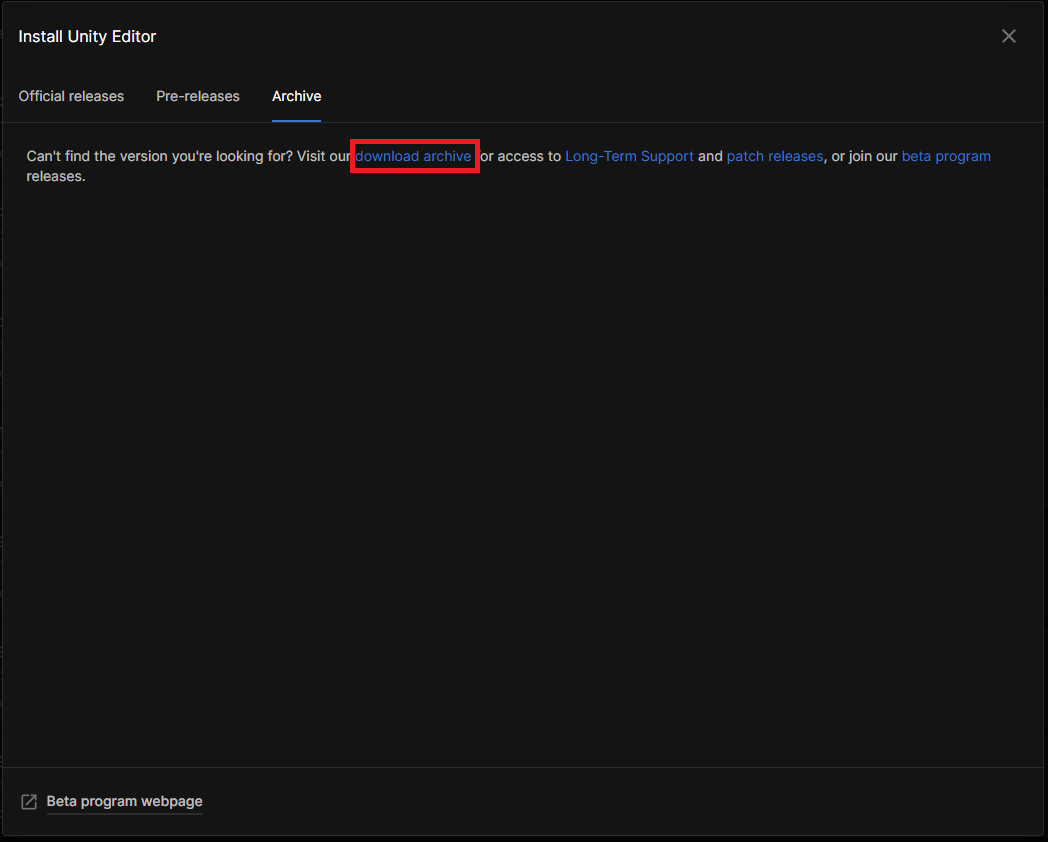 Install Unity Editor
Official releases Pre-releases Archive
Can't find the version you're looking for? Visit our download archive for access to Long-Term Support and patch releases, or join our beta program
releases.
Beta program webpage